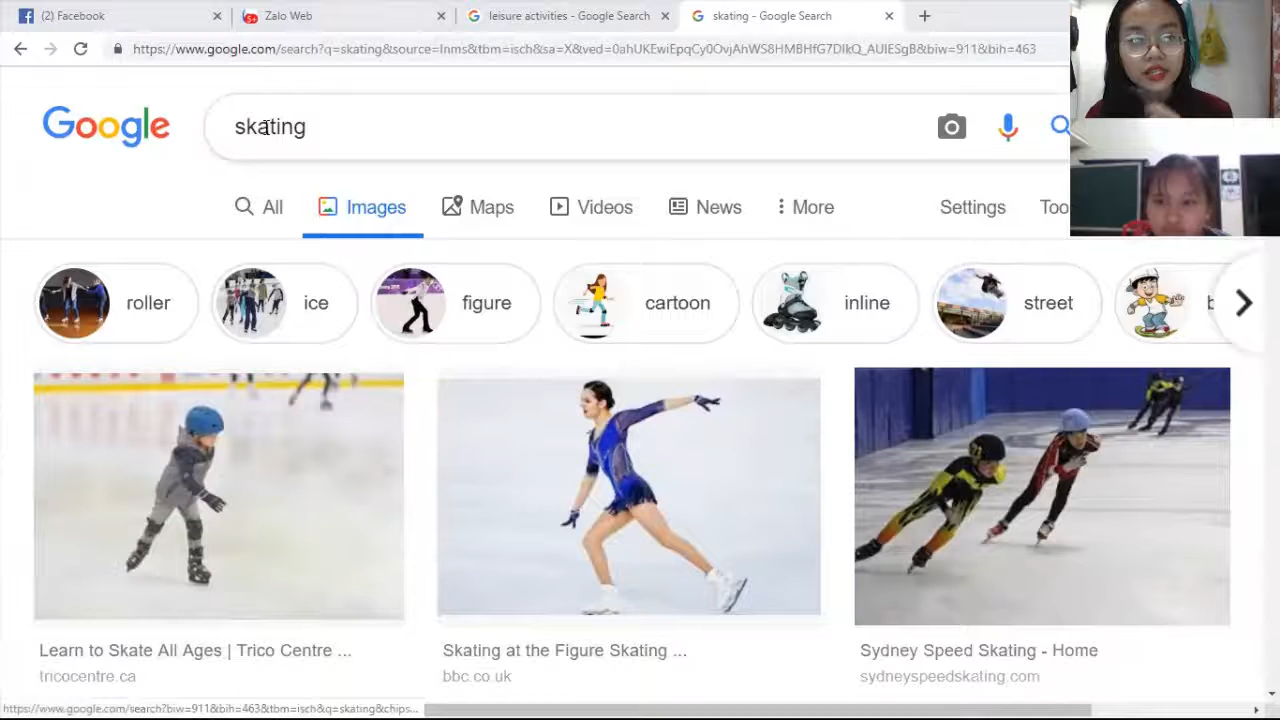 (2) Facebook
5+
Zalo Web
leisure activities - Google Search
skating - Google Search
https://www.google.com/search?q=skating&source=lnms&tbm=isch&sa=X&ved=0ahUKEwiEpqCy0OvjAhWS8HMBHfG7DIkQ_AUIESgB&biw=911&bih=463
Google
skating
All
Images
Maps
Videos
News
More
Settings
Too
roller
ice
figure
cartoon
inline
street
b
Learn to Skate All Ages | Trico Centre ...
tricocentre.ca
Skating at the Figure Skating ...
bbc.co.uk
Sydney Speed Skating - Home
sydneyspeedskating.com
https://www.google.com/search?biw=911&bih=463&tbm=isch&q=skating&chips...